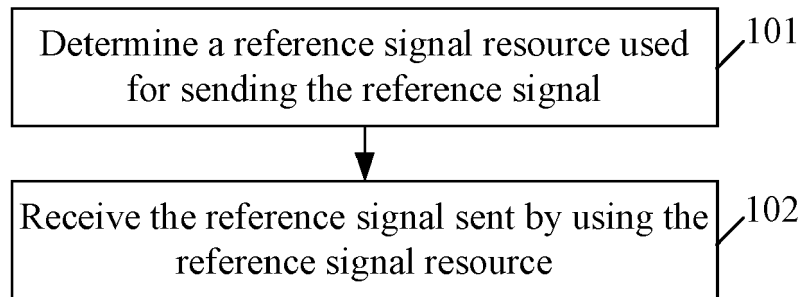 Determine a reference signal resource used
for sending the reference signal
101
Receive the reference signal sent by using the
reference signal resource
102